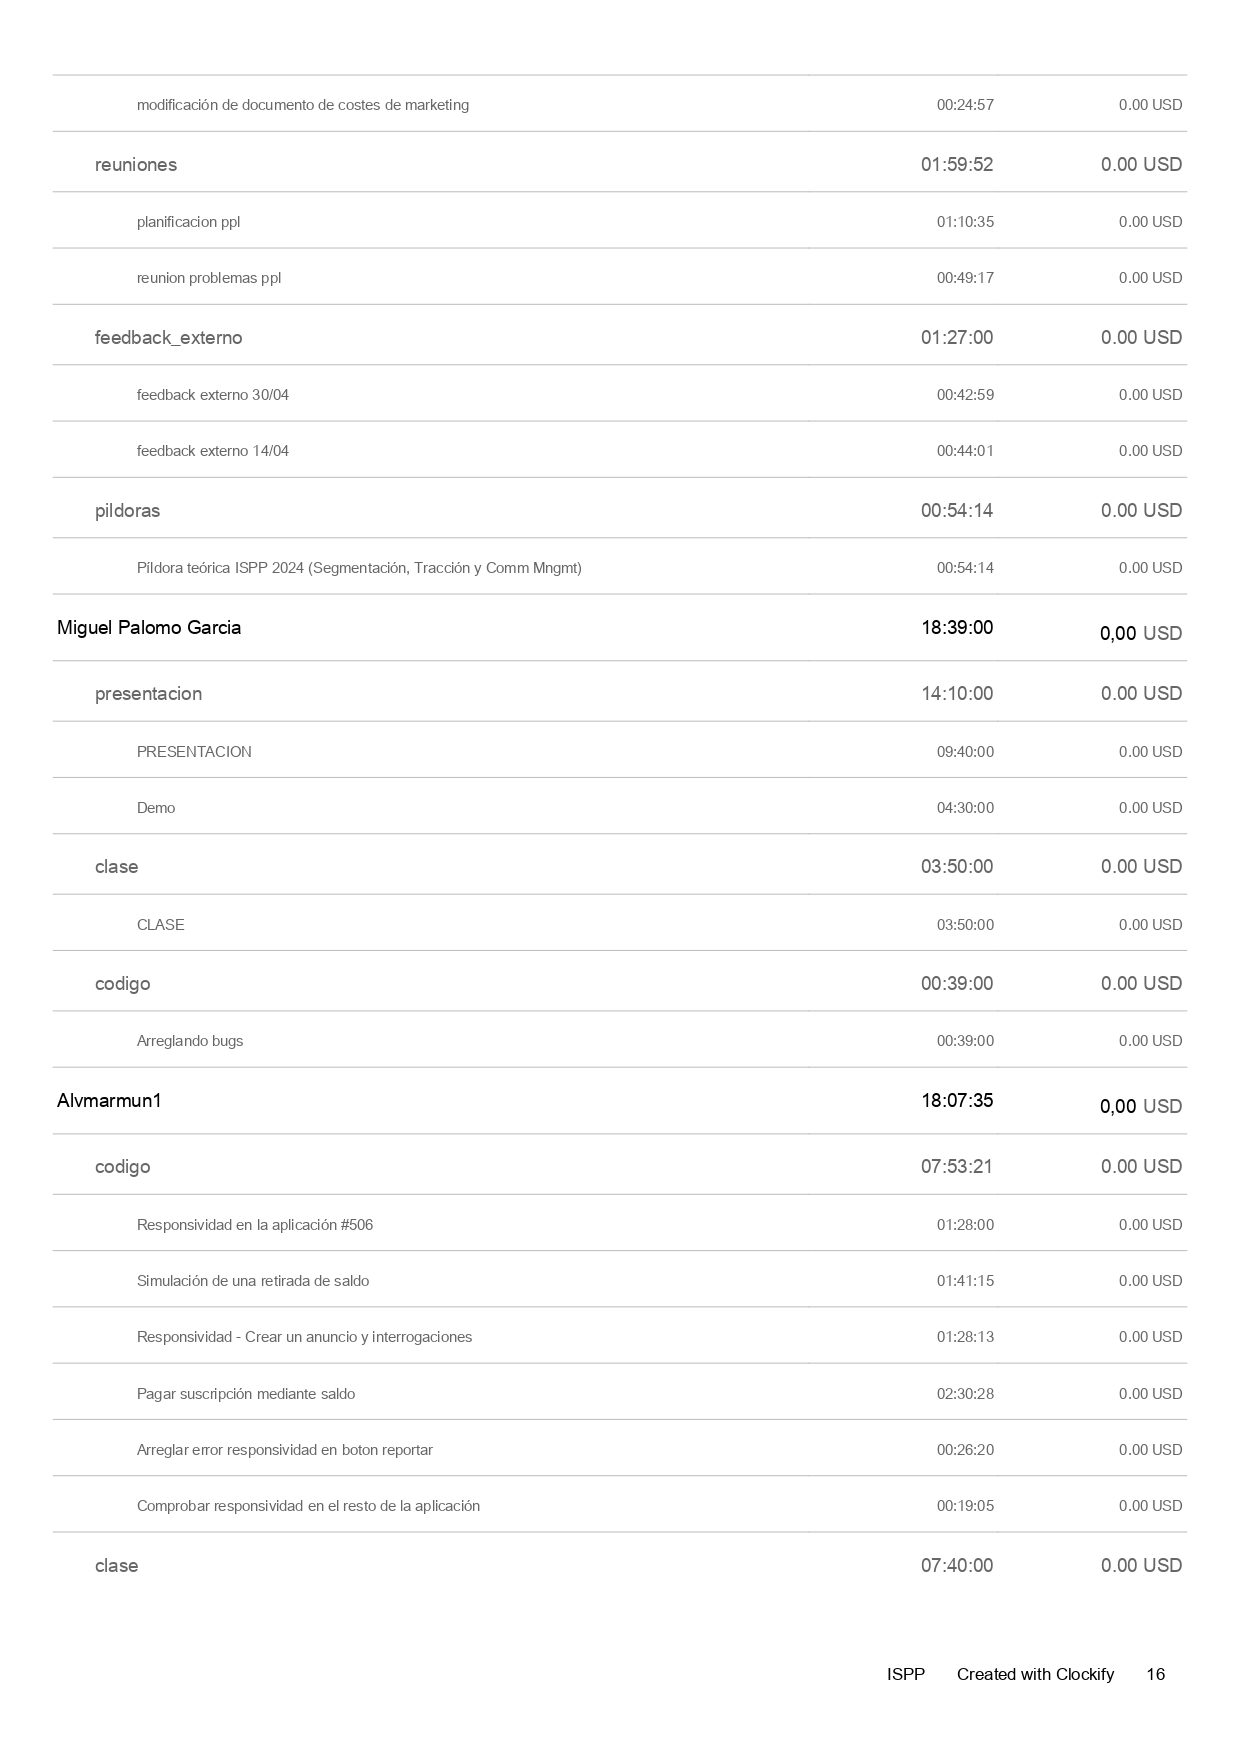 modificación de documento de costes de marketing 00:24:57 0.00 USD
reuniones 01:59:52 0.00 USD
planificacion ppl 01:10:35 0.00 USD
reunion problemas ppl 00:49:17 0.00 USD
feedback_externo 01:27:00 0.00 USD
feedback externo 30/04 00:42:59 0.00 USD
feedback externo 14/04 00:44:01 0.00 USD
pildoras 00:54:14 0.00 USD
Píldora teórica ISPP 2024 (Segmentación, Tracción y Comm Mngmt) 00:54:14 0.00 USD
Miguel Palomo Garcia 18:39:00 0,00 USD
presentacion 14:10:00 0.00 USD
PRESENTACION 09:40:00 0.00 USD
Demo 04:30:00 0.00 USD
clase 03:50:00 0.00 USD
CLASE 03:50:00 0.00 USD
codigo 00:39:00 0.00 USD
Arreglando bugs 00:39:00 0.00 USD
Alvmarmun1 18:07:35 0,00 USD
codigo 07:53:21 0.00 USD
Responsividad en la aplicación #506 01:28:00 0.00 USD
Simulación de una retirada de saldo 01:41:15 0.00 USD
Responsividad - Crear un anuncio y interrogaciones 01:28:13 0.00 USD
Pagar suscripción mediante saldo 02:30:28 0.00 USD
Arreglar error responsividad en boton reportar 00:26:20 0.00 USD
Comprobar responsividad en el resto de la aplicación 00:19:05 0.00 USD
clase 07:40:00 0.00 USD
ISPP Created with Clockify 16